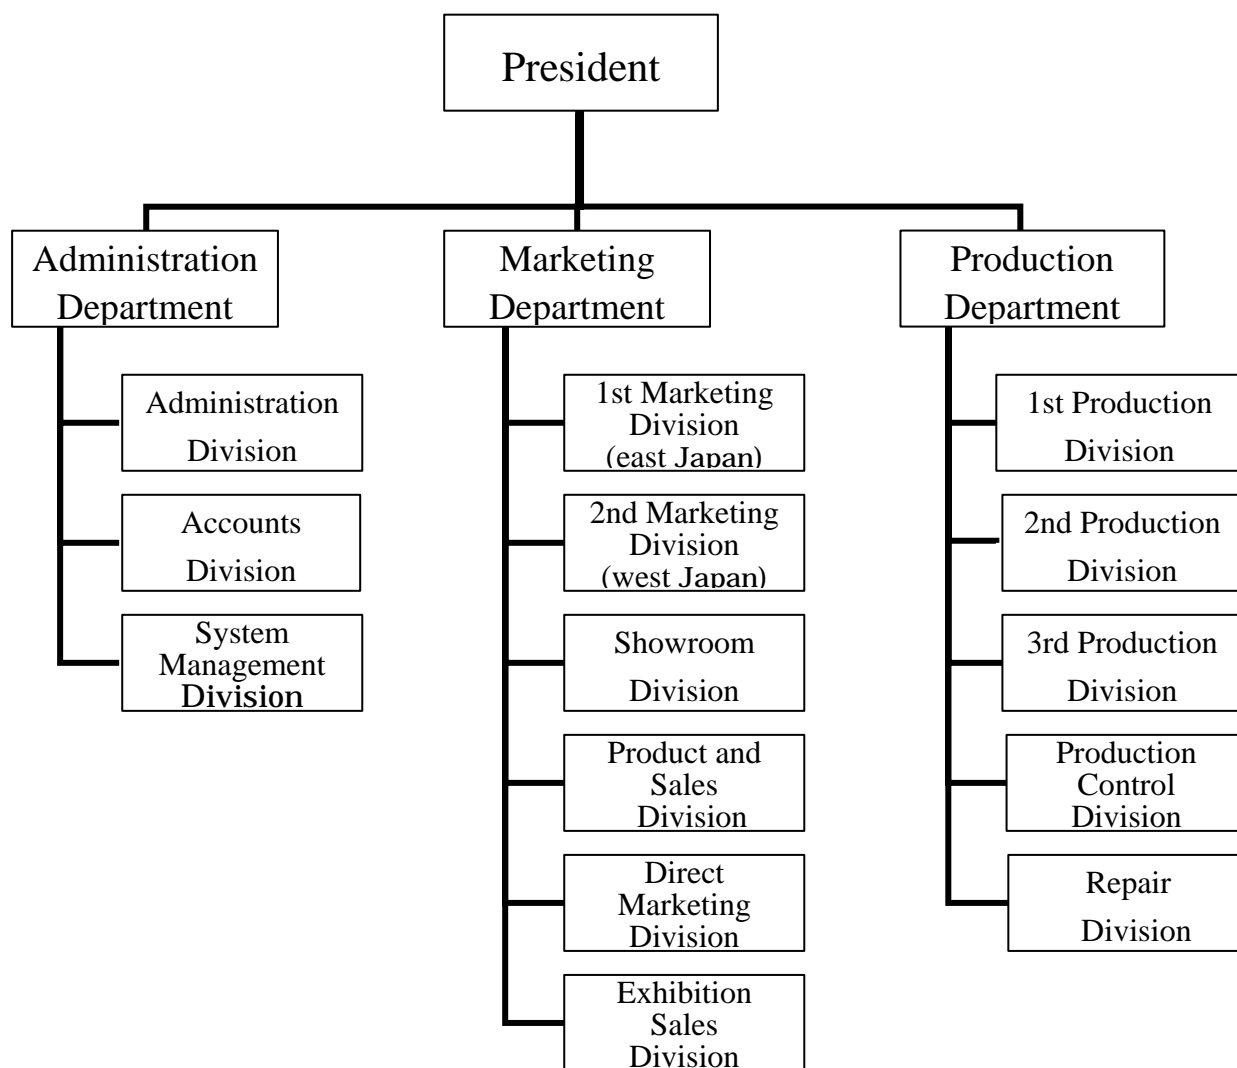 President
Administration
Department
Marketing
Department
Production
Department
Administration
Division
Accounts
Division
System
Management
Division
1st Marketing
Division
(east Japan)
2nd Marketing
Division
(west Japan)
Showroom
Division
Product and
Sales
Division
Direct
Marketing
Division
Exhibition
Sales
Division
1st Production
Division
2nd Production
Division
3rd Production
Division
Production
Control
Division
Repair
Division